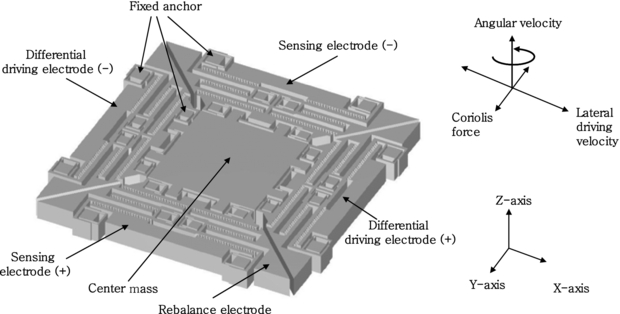 Fixed anchor
Angular velocity
Sensing electrode (-)
Differential
driving electrode (-)
Coriolis
force
Lateral
driving
velocity
Z-axis
Differential
driving electrode (+)
Sensing
electrode (+)
Center mass
Rebalance electrode
Y-axis
X-axis